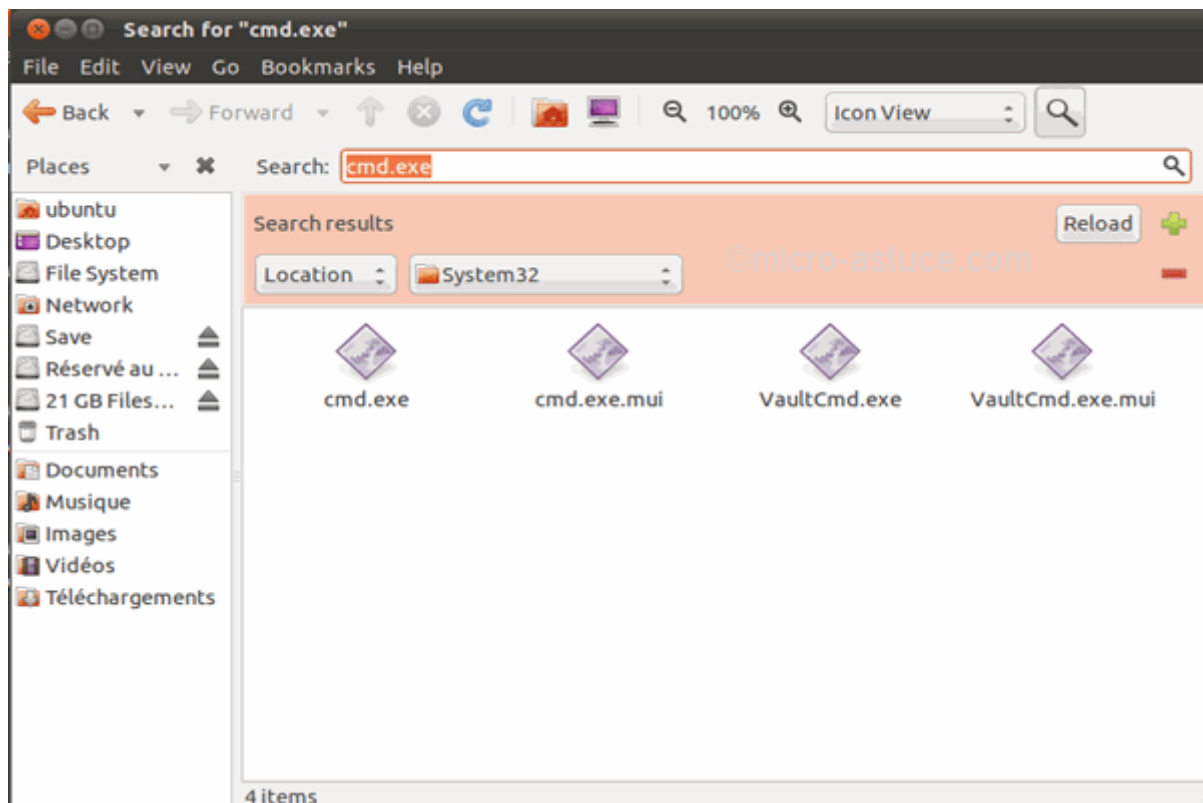 Search for "cmd.exe"
File Edit View Go Bookmarks Help
Back Forward 100% Icon View
Places Search: cmd.exe
ubuntu
Desktop
File System
Network
Save
Réservé au ...
21 GB Files...
Trash
Documents
Musique
Images
Vidéos
Téléchargements
Search results Reload
©micro-astuce.com
Location System32
cmd.exe cmd.exe.mui VaultCmd.exe VaultCmd.exe.mui
4 items